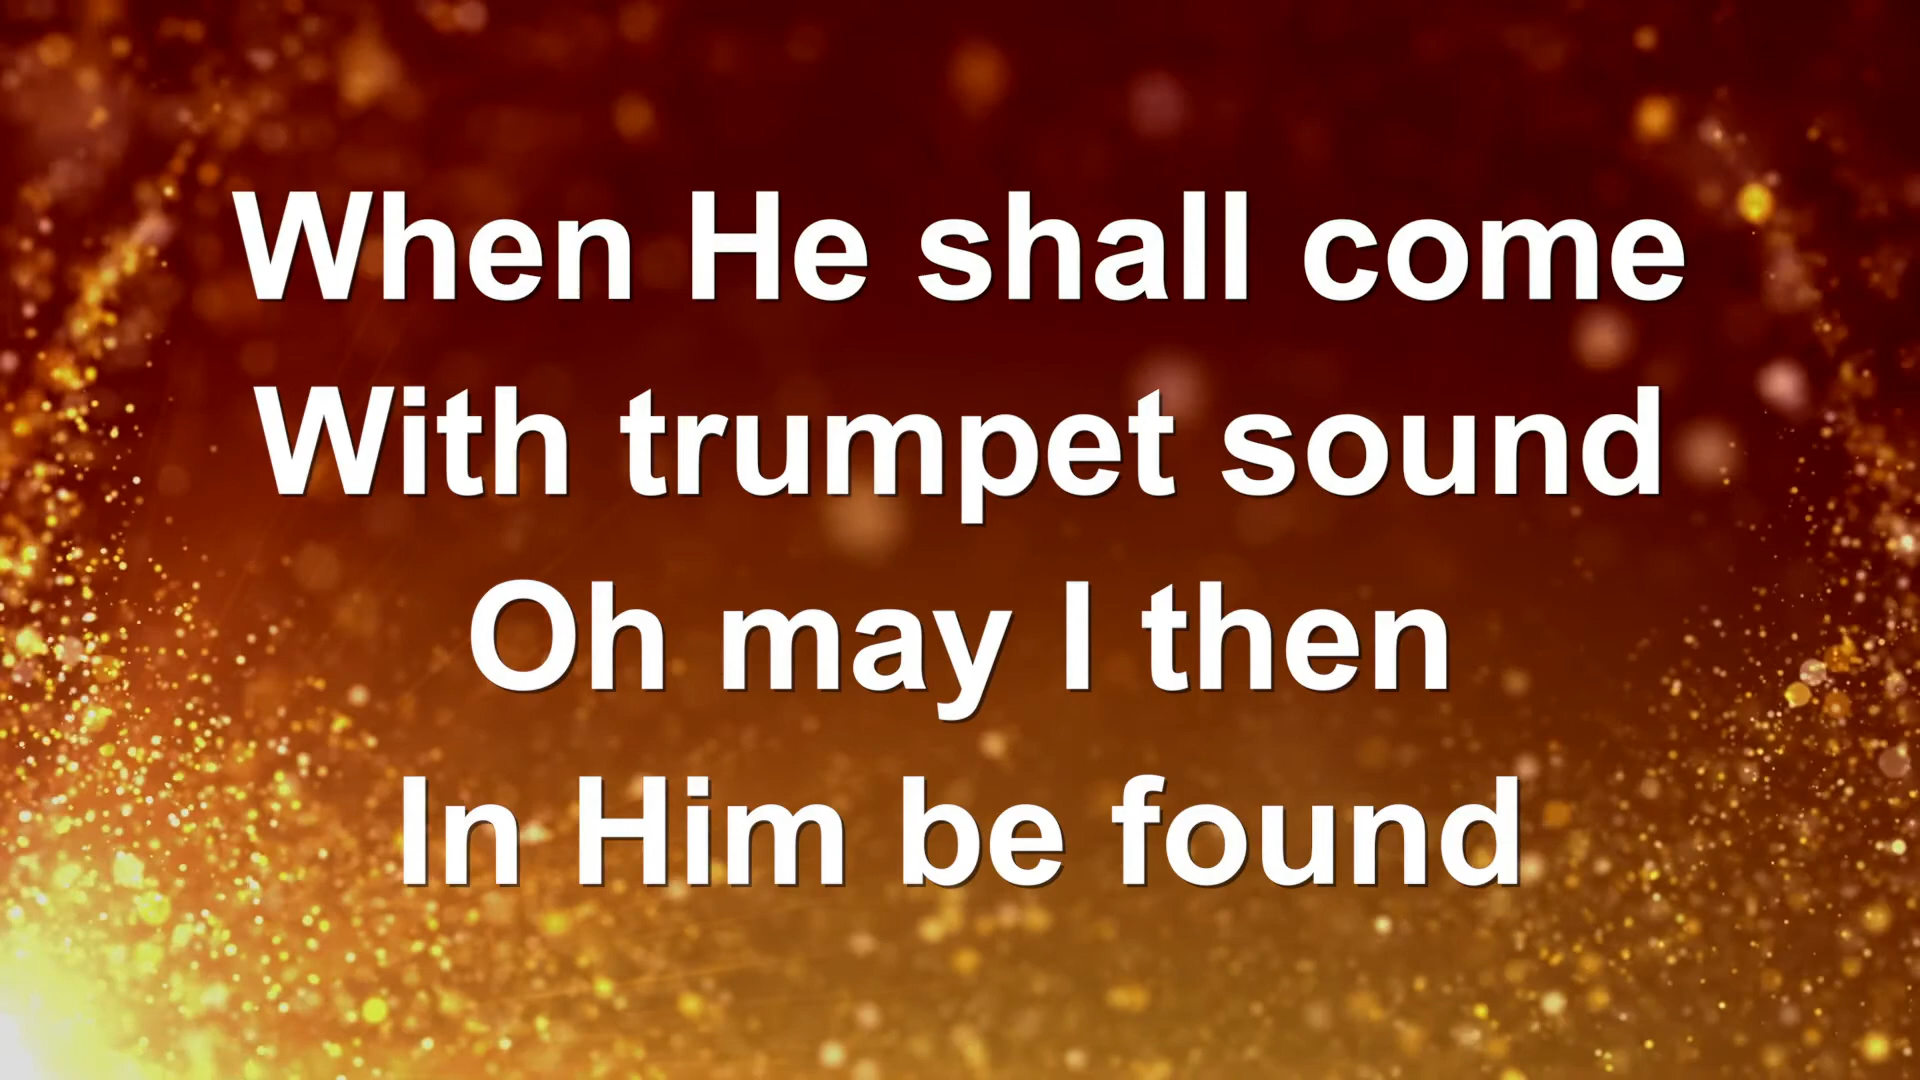 When He shall come
With trumpet sound
Oh may I then
In Him be found